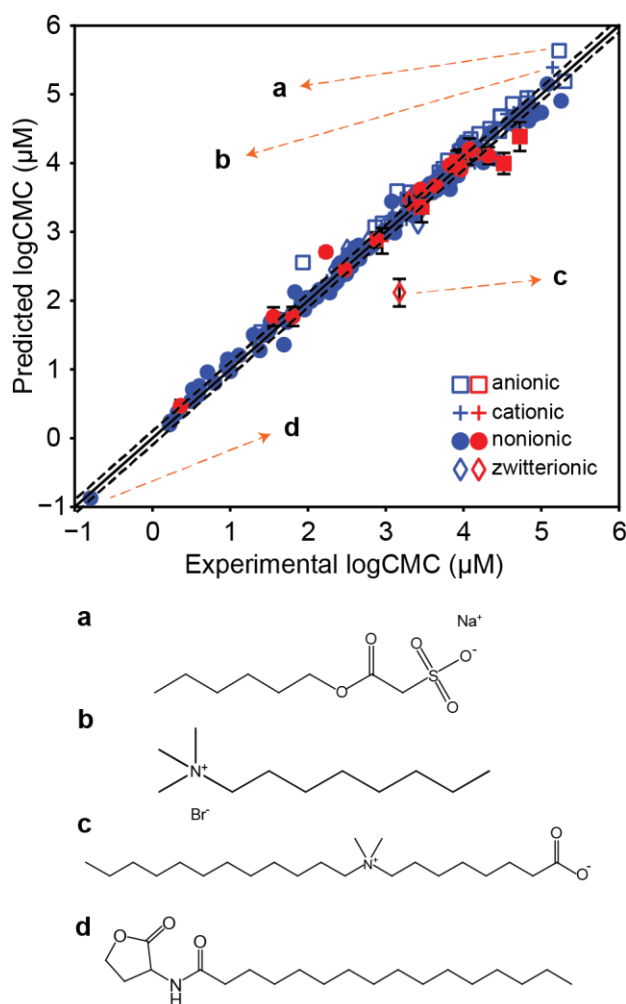 6
5
a
4
b
3
2
c
anionic
1
cationic
0
d
nonionic
zwitterionic
−1
−1 0 1 2 3 4 5 6
Predicted logCMC (µM)
Experimental logCMC (µM)
a
Na⁺
O O
O⁻
S
O
O
b
N⁺
Br⁻
c
O
N⁺
O⁻
d
O O
O
N
H